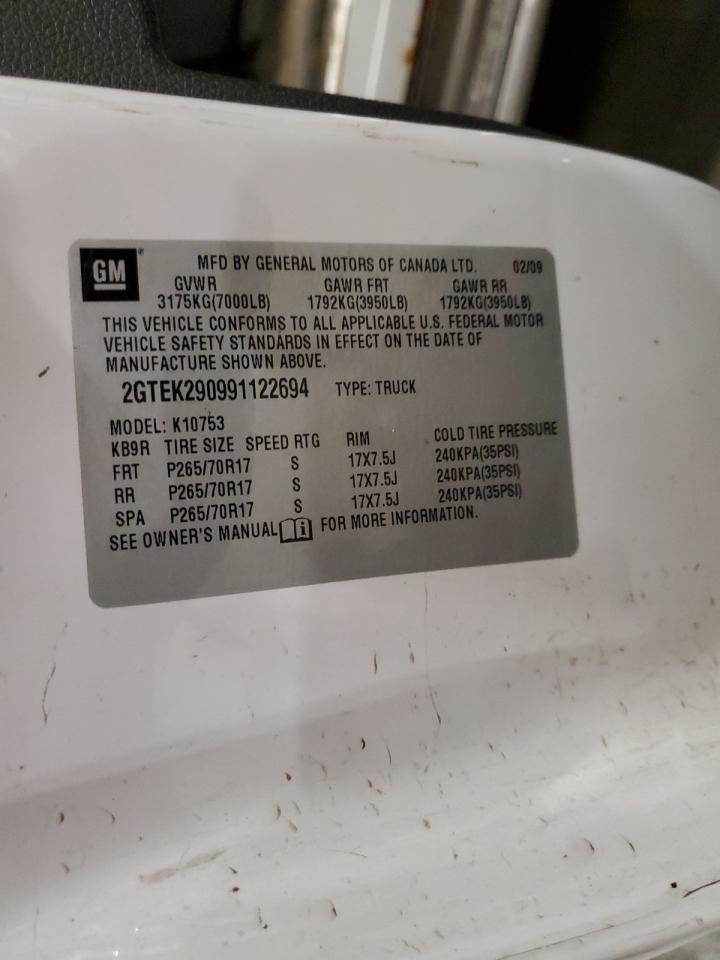 GM
MFD BY GENERAL MOTORS OF CANADA LTD. 02/09
GVWR GAWR FRT GAWR RR
3175KG(7000LB) 1792KG(3950LB) 1792KG(3950LB)
THIS VEHICLE CONFORMS TO ALL APPLICABLE U.S. FEDERAL MOTOR
VEHICLE SAFETY STANDARDS IN EFFECT ON THE DATE OF
MANUFACTURE SHOWN ABOVE.
2GTEK290991122694 TYPE: TRUCK
MODEL: K10753
KB9R TIRE SIZE SPEED RTG RIM COLD TIRE PRESSURE
FRT P265/70R17 S 17X7.5J 240KPA(35PSI)
RR P265/70R17 S 17X7.5J 240KPA(35PSI)
SPA P265/70R17 S 17X7.5J 240KPA(35PSI)
SEE OWNER'S MANUAL i FOR MORE INFORMATION.